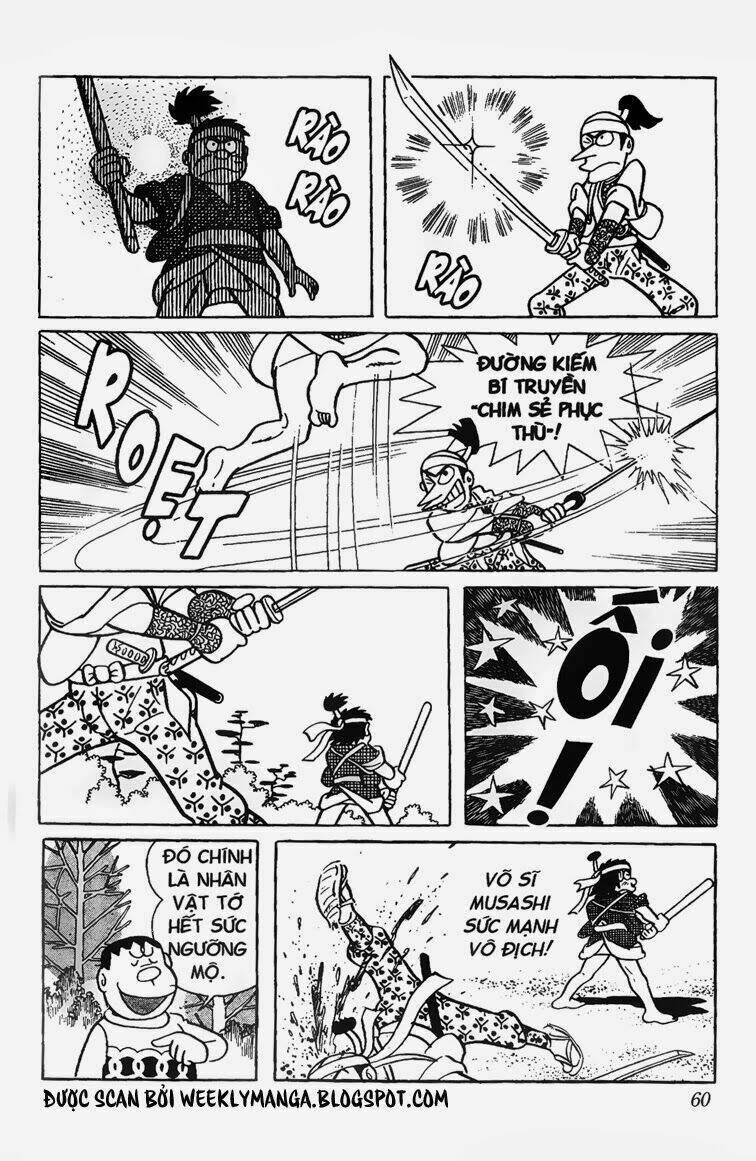 RÀO
RÀO
RÀO
ROẸT
ĐƯỜNG KIẾM
BÍ TRUYỀN
"CHIM SẺ PHỤC
THÙ"!
ỐI!
ĐÓ CHÍNH
LÀ NHÂN
VẬT TỚ
HẾT SỨC
NGƯỠNG
MỘ.
VÕ SĨ
MUSASHI
SỨC MẠNH
VÔ ĐỊCH!
ĐƯỢC SCAN BỞI WEEKLYMANGA.BLOGSPOT.COM
60